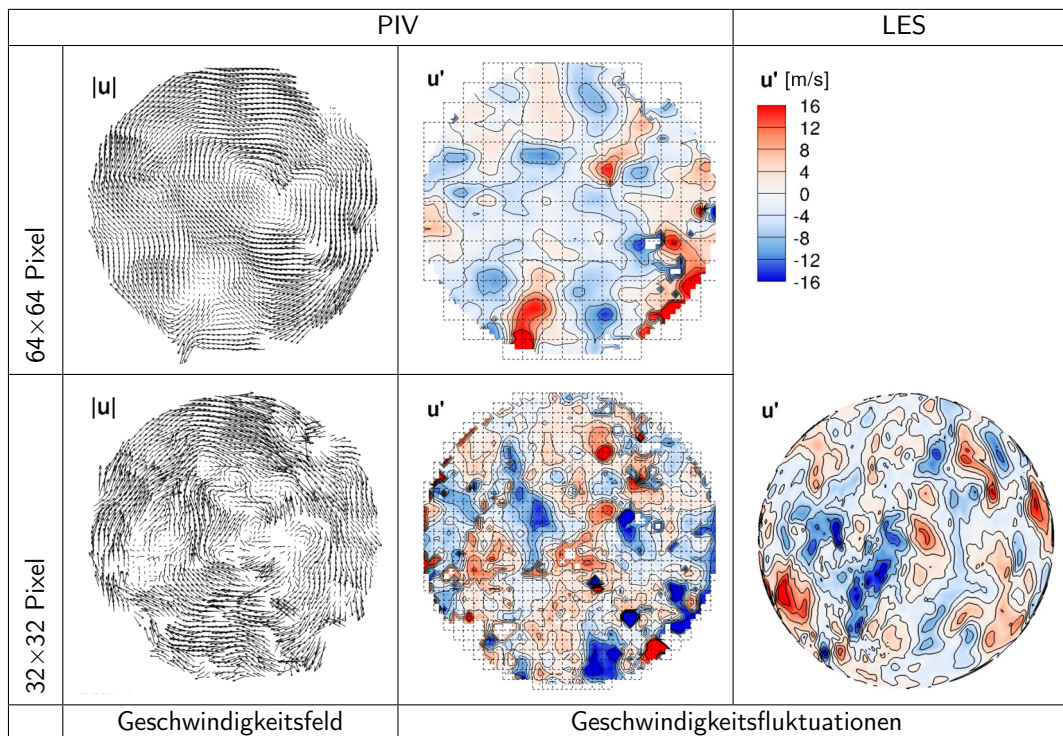 PIV
LES
64×64 Pixel
|u|
u'
u' [m/s]
16
12
8
4
0
-4
-8
-12
-16
32×32 Pixel
|u|
u'
u'
Geschwindigkeitsfeld
Geschwindigkeitsfluktuationen